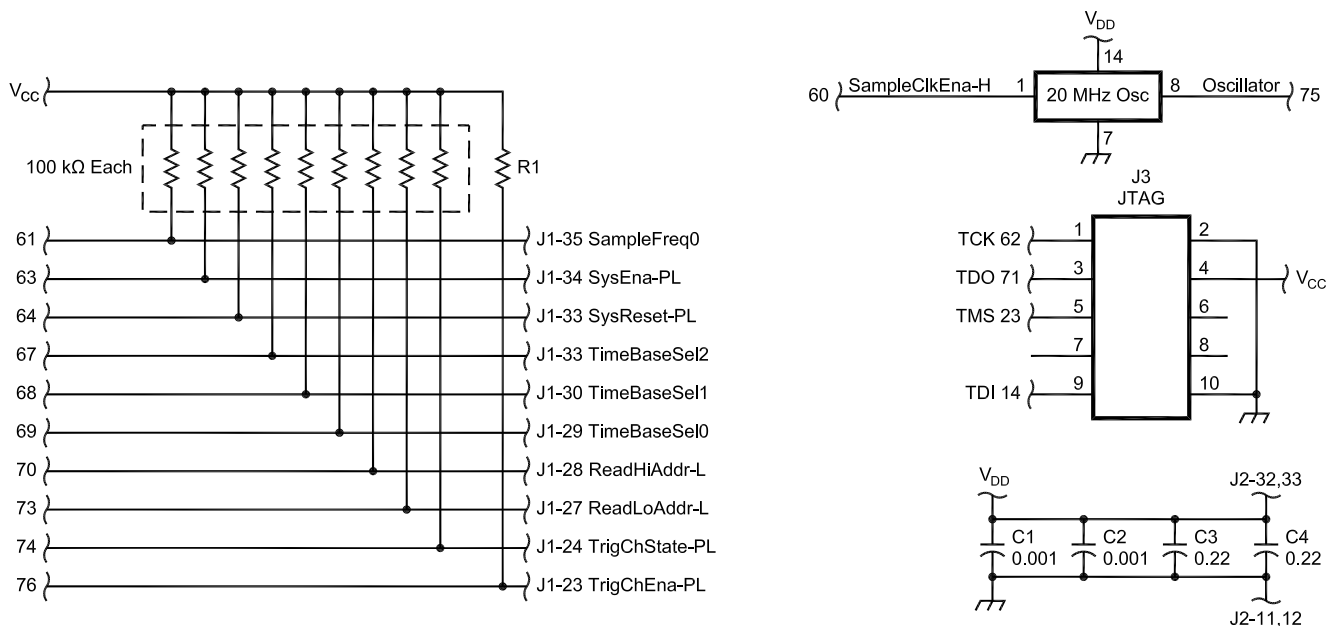 V_CC
100 kΩ Each
R1
61 J1-35 SampleFreq0
63 J1-34 SysEna-PL
64 J1-33 SysReset-PL
67 J1-33 TimeBaseSel2
68 J1-30 TimeBaseSel1
69 J1-29 TimeBaseSel0
70 J1-28 ReadHiAddr-L
73 J1-27 ReadLoAddr-L
74 J1-24 TrigChState-PL
76 J1-23 TrigChEna-PL
V_DD
14
60 SampleClkEna-H 1 20 MHz Osc 8 Oscillator 75
7
J3
JTAG
TCK 62 1 2
TDO 71 3 4 V_CC
TMS 23 5 6
7 8
TDI 14 9 10
V_DD J2-32,33
C1 C2 C3 C4
0.001 0.001 0.22 0.22
J2-11,12